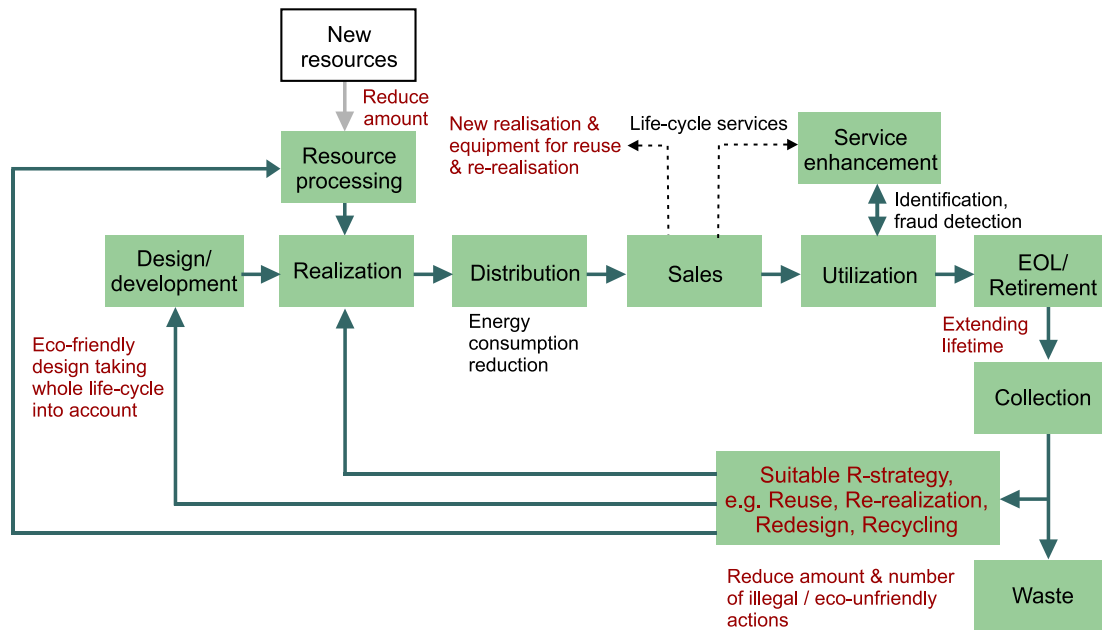 New
resources
Reduce
amount
New realisation &
equipment for reuse
& re-realisation
Life-cycle services
Service
enhancement
Resource
processing
Identification,
fraud detection
Design/
development
Realization
Distribution
Sales
Utilization
EOL/
Retirement
Energy
consumption
reduction
Extending
lifetime
Eco-friendly
design taking
whole life-cycle
into account
Collection
Suitable R-strategy,
e.g. Reuse, Re-realization,
Redesign, Recycling
Reduce amount & number
of illegal / eco-unfriendly
actions
Waste